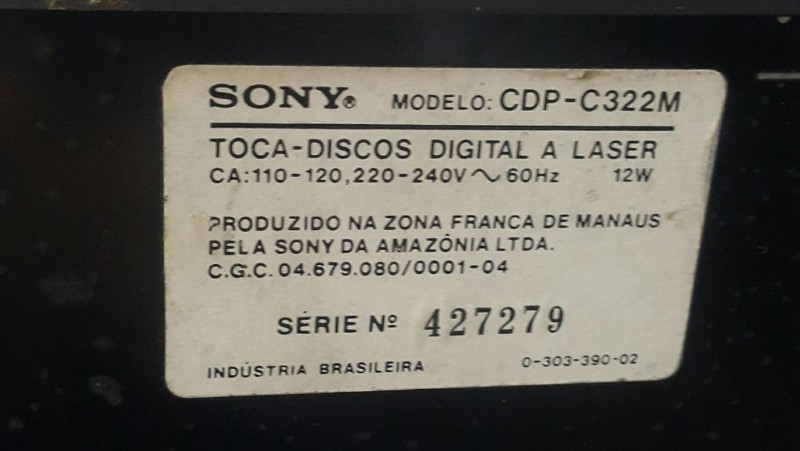 SONY® MODELO: CDP-C322M
TOCA-DISCOS DIGITAL A LASER
CA:110-120,220-240V ~ 60Hz 12W
PRODUZIDO NA ZONA FRANCA DE MANAUS
PELA SONY DA AMAZÔNIA LTDA.
C.G.C. 04.679.080/0001-04
SÉRIE Nº 427279
INDÚSTRIA BRASILEIRA 0-303-390-02